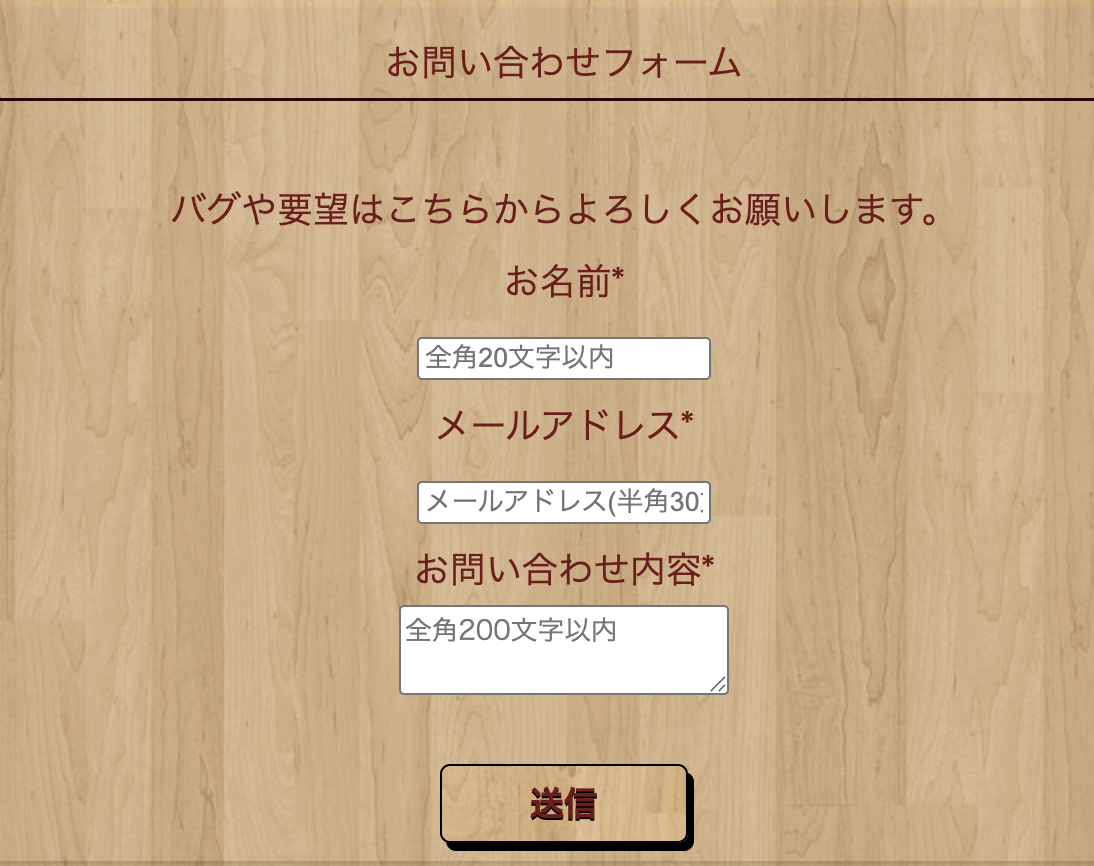 お問い合わせフォーム
バグや要望はこちらからよろしくお願いします。
お名前*
全角20文字以内
メールアドレス*
メールアドレス(半角30
お問い合わせ内容*
全角200文字以内
送信